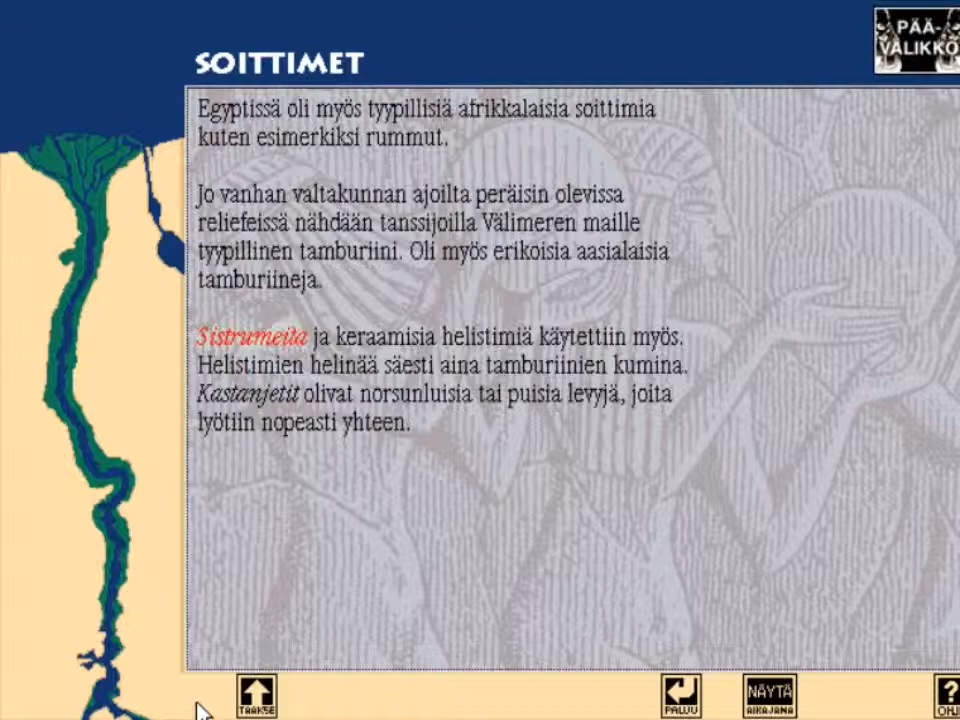 PÄÄ-
VALIKKO
SOITTIMET
Egyptissä oli myös tyypillisiä afrikkalaisia soittimia
kuten esimerkiksi rummut.
Jo vanhan valtakunnan ajoilta peräisin olevissa
reliefeissä nähdään tanssijoilla Välimeren maille
tyypillinen tamburiini. Oli myös erikoisia aasialaisia
tamburiineja.
Sistrumeita ja keraamisia helistimiä käytettiin myös.
Helistimien helinää säesti aina tamburiinien kumina.
Kastanjetit olivat norsunluisia tai puisia levyjä, joita
lyötiin nopeasti yhteen.
TAAKSE
PALUU
NÄYTÄ
AIKAJANA
?